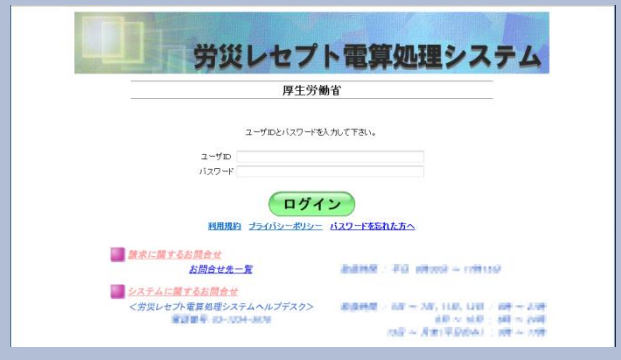 労災レセプト電算処理システム
厚生労働省
ユーザIDとパスワードを入力して下さい。
ユーザID
パスワード
ログイン
利用規約 プライバシーポリシー パスワードを忘れた方へ
請求に関するお問合せ
お問合せ先一覧
システムに関するお問合せ
<労災レセプト電算処理システムヘルプデスク>